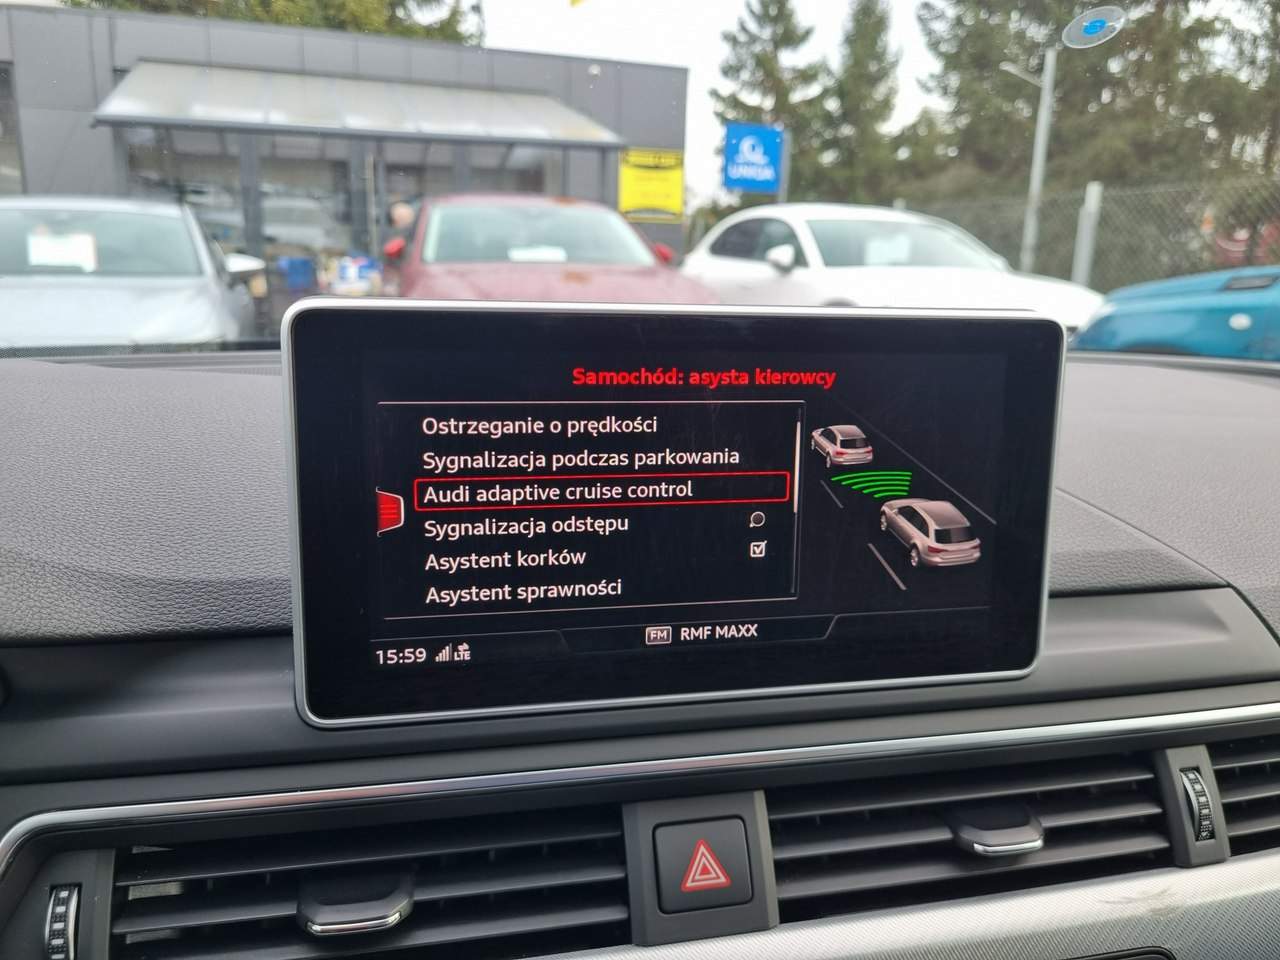 UNIQA
Samochód: asysta kierowcy
Ostrzeganie o prędkości
Sygnalizacja podczas parkowania
Audi adaptive cruise control
Sygnalizacja odstępu
Asystent korków
Asystent sprawności
FM RMF MAXX
15:59 LTE